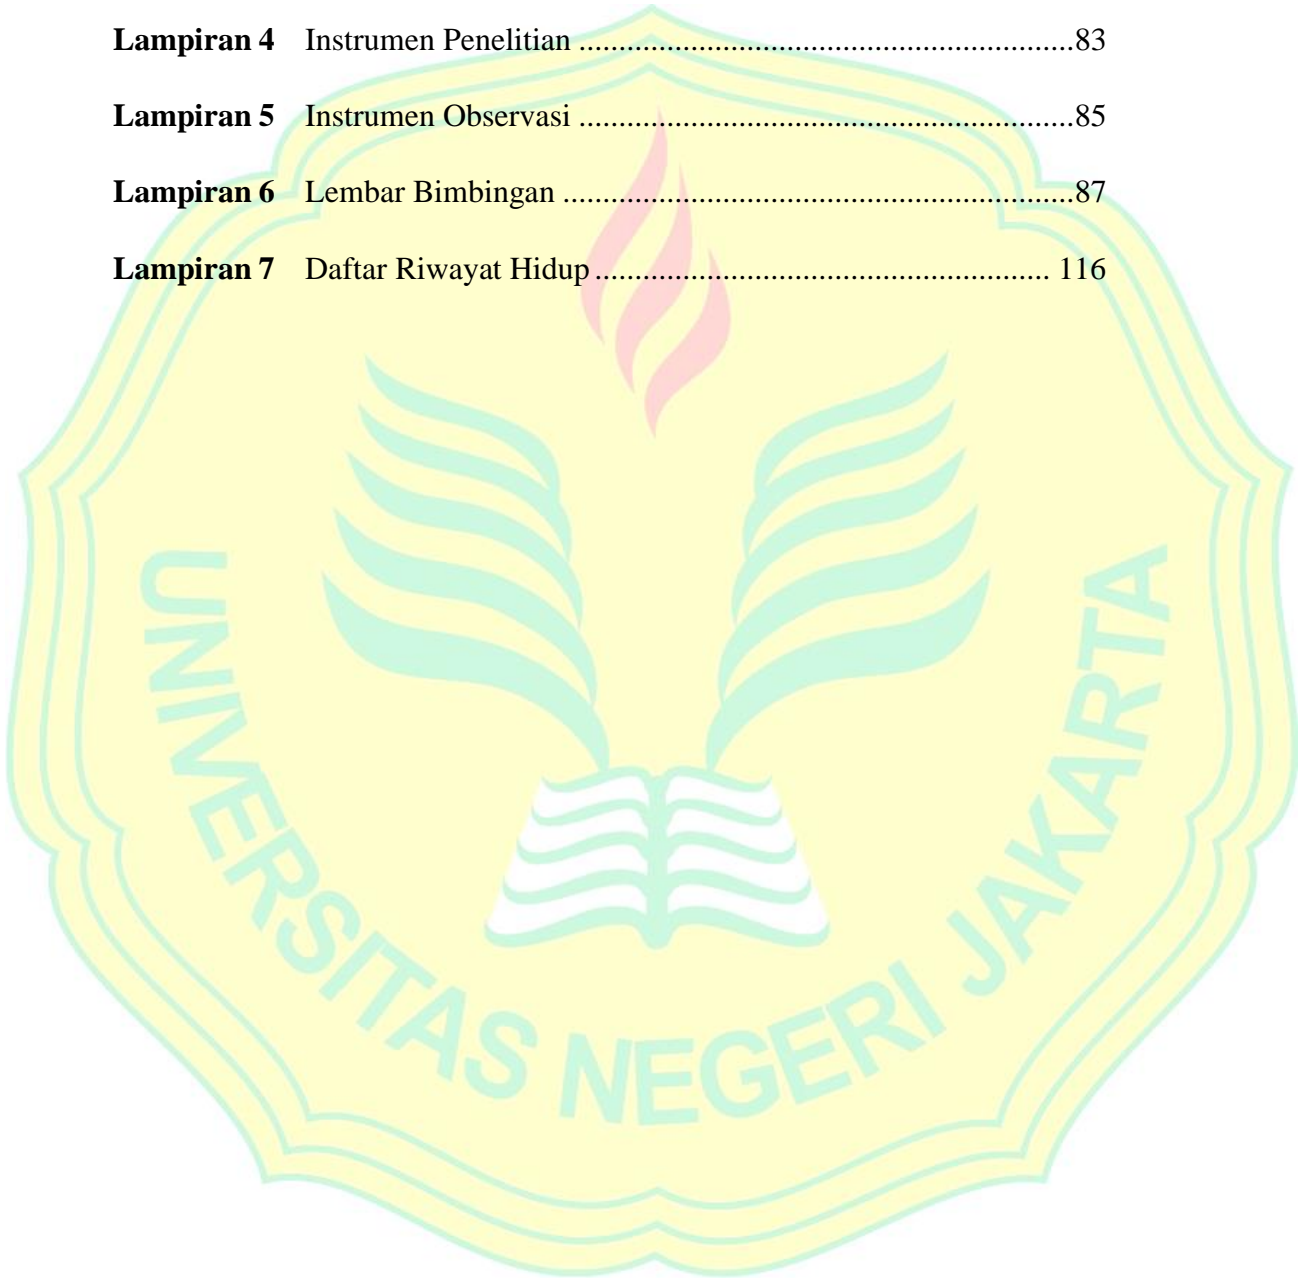 Lampiran 4 Instrumen Penelitian ..............................................................83
Lampiran 5 Instrumen Observasi ..............................................................85
Lampiran 6 Lembar Bimbingan ................................................................87
Lampiran 7 Daftar Riwayat Hidup ......................................................... 116
UNIVERSITAS NEGERI JAKARTA